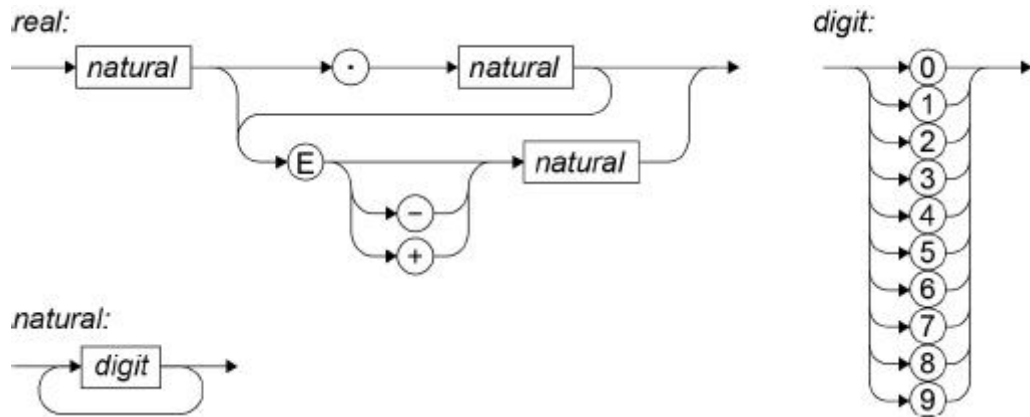 .real:
natural . natural
E natural
−
+
.natural:
digit
digit:
0
1
2
3
4
5
6
7
8
9